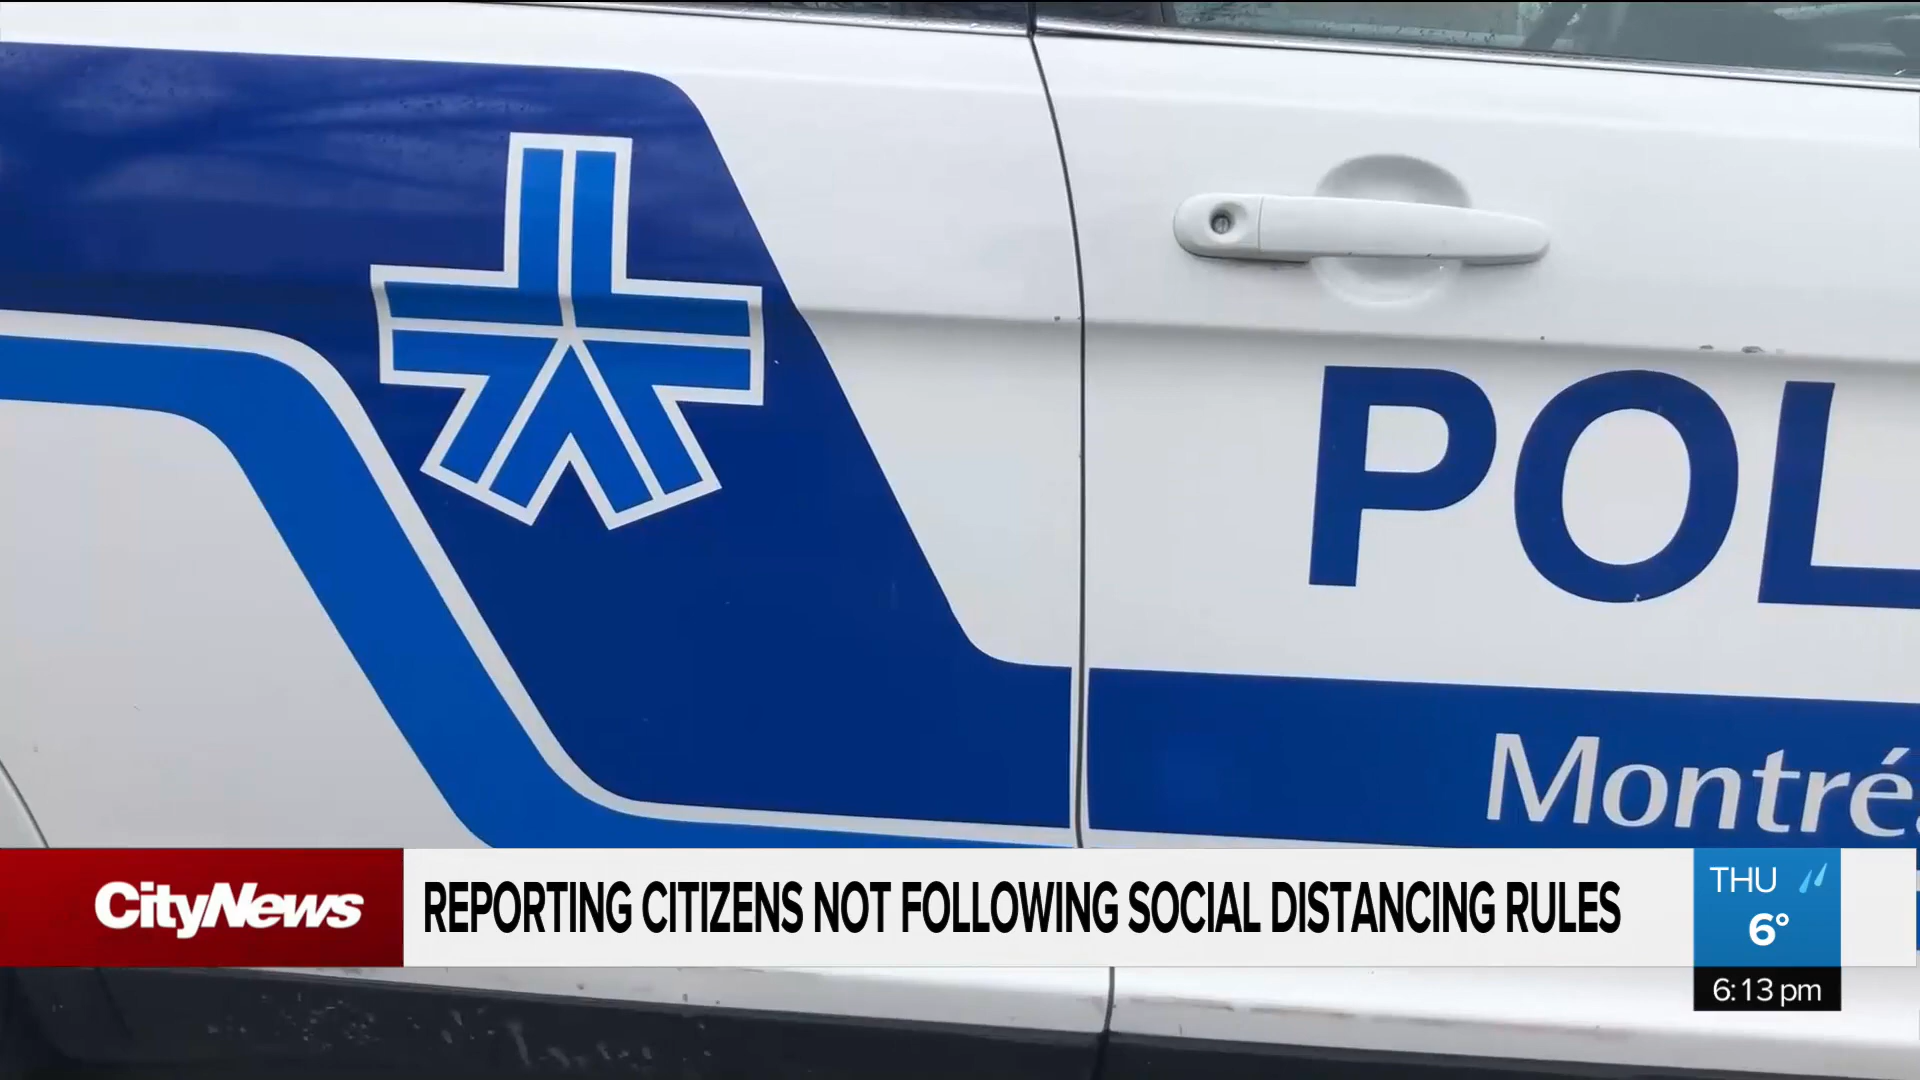 POL
Montré
CityNews
REPORTING CITIZENS NOT FOLLOWING SOCIAL DISTANCING RULES
THU
6°
6:13 pm